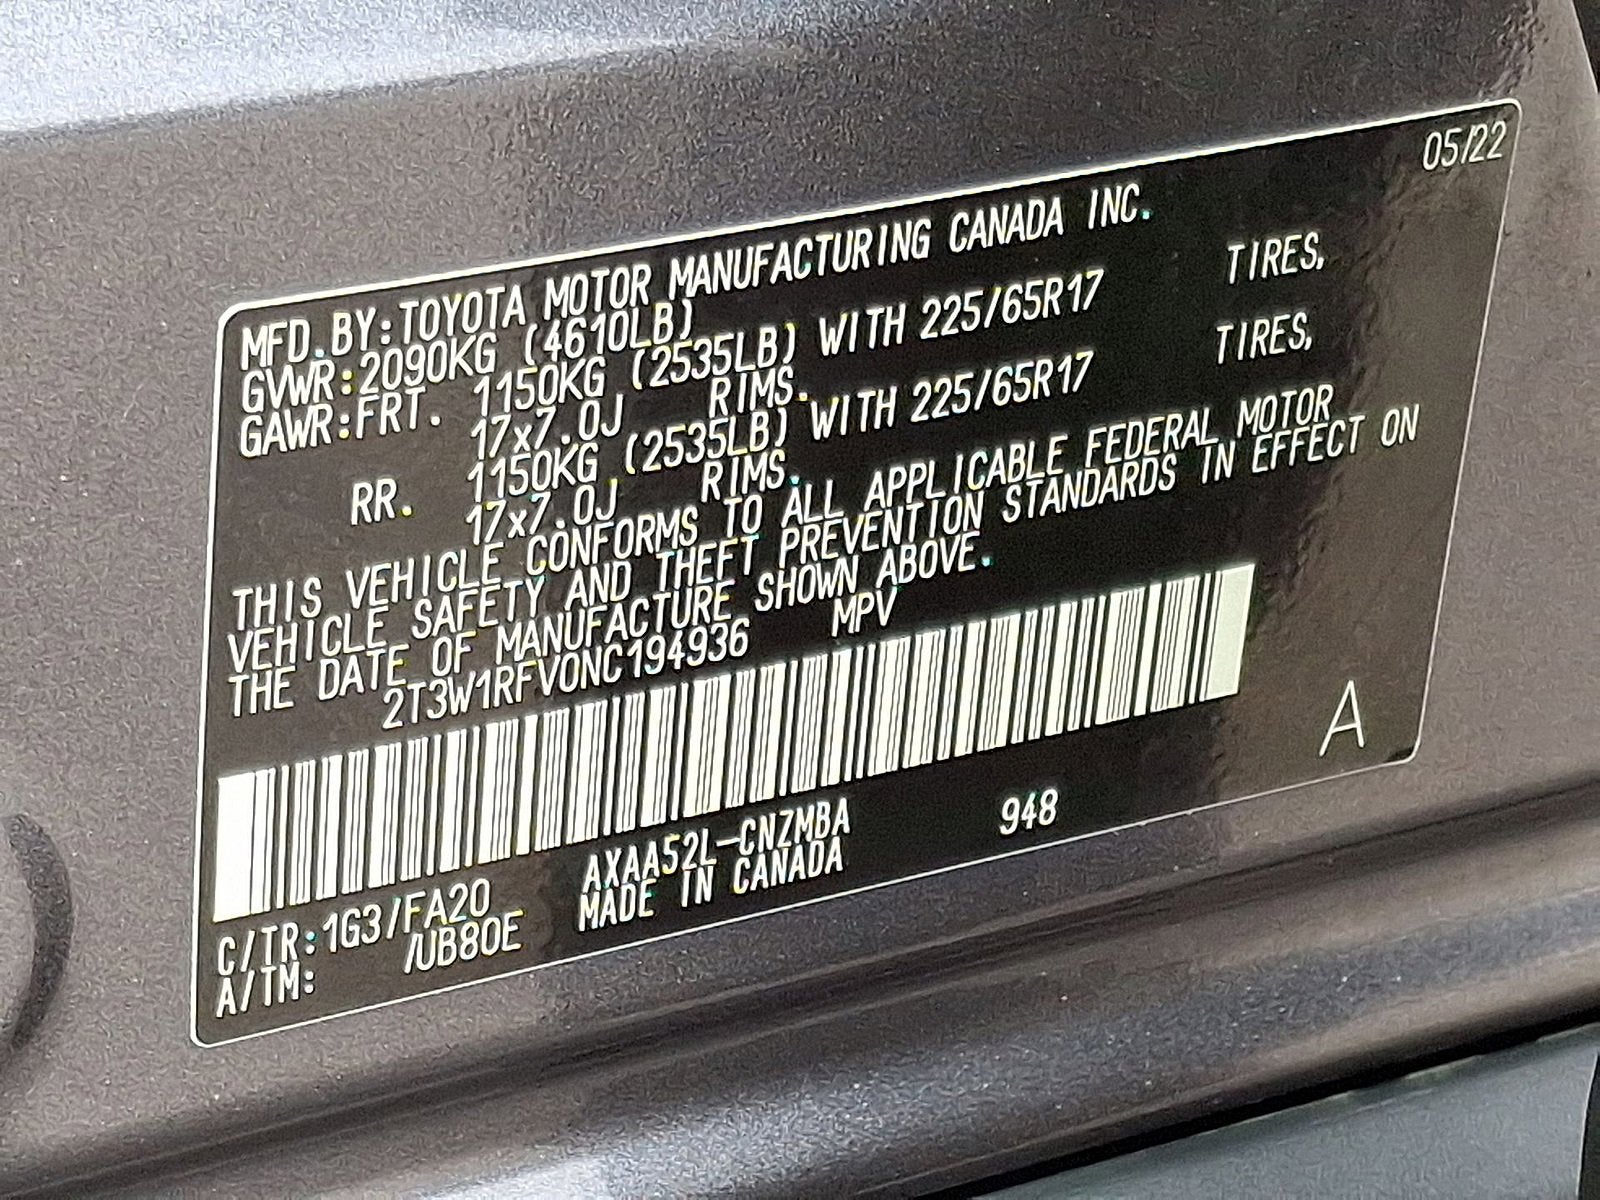 05/22
MFD.BY:TOYOTA MOTOR MANUFACTURING CANADA INC.
GVWR:2090KG (4610LB)
GAWR:FRT. 1150KG (2535LB) WITH 225/65R17 TIRES,
17x7.0J RIMS.
RR. 1150KG (2535LB) WITH 225/65R17 TIRES,
17x7.0J RIMS.
THIS VEHICLE CONFORMS TO ALL APPLICABLE FEDERAL MOTOR
VEHICLE SAFETY AND THEFT PREVENTION STANDARDS IN EFFECT ON
THE DATE OF MANUFACTURE SHOWN ABOVE.
2T3W1RFV0NC194936 MPV
A
C/TR:1G3/FA20 AXAA52L-CNZMBA 948
A/TM: /UB80E MADE IN CANADA